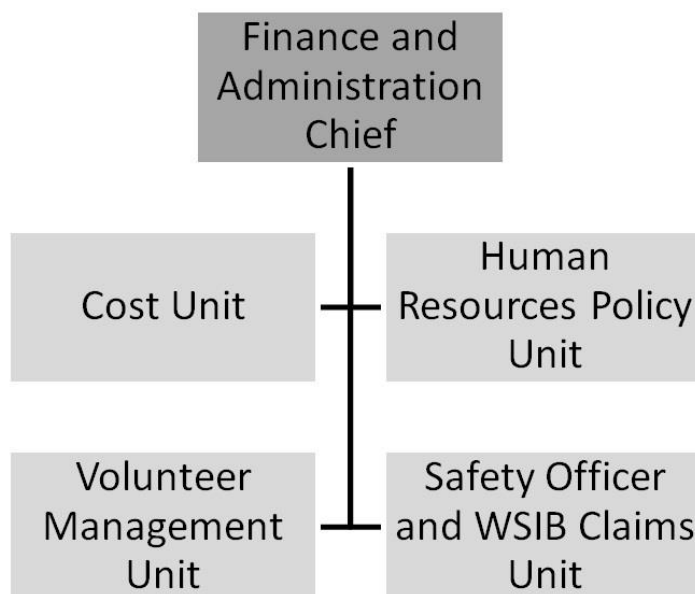 Finance and
Administration
Chief
Cost Unit
Human
Resources Policy
Unit
Volunteer
Management
Unit
Safety Officer
and WSIB Claims
Unit